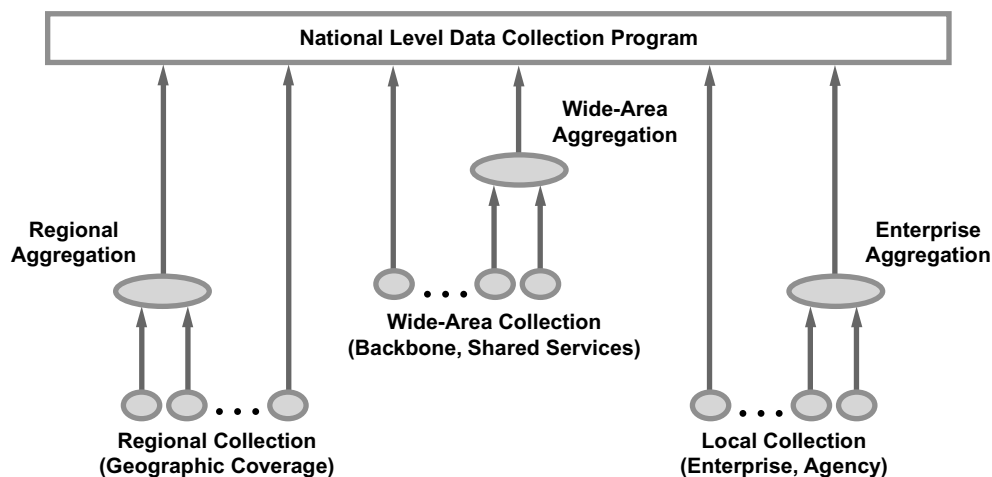 National Level Data Collection Program
Wide-Area
Aggregation
Regional
Aggregation
Enterprise
Aggregation
Wide-Area Collection
(Backbone, Shared Services)
Regional Collection
(Geographic Coverage)
Local Collection
(Enterprise, Agency)